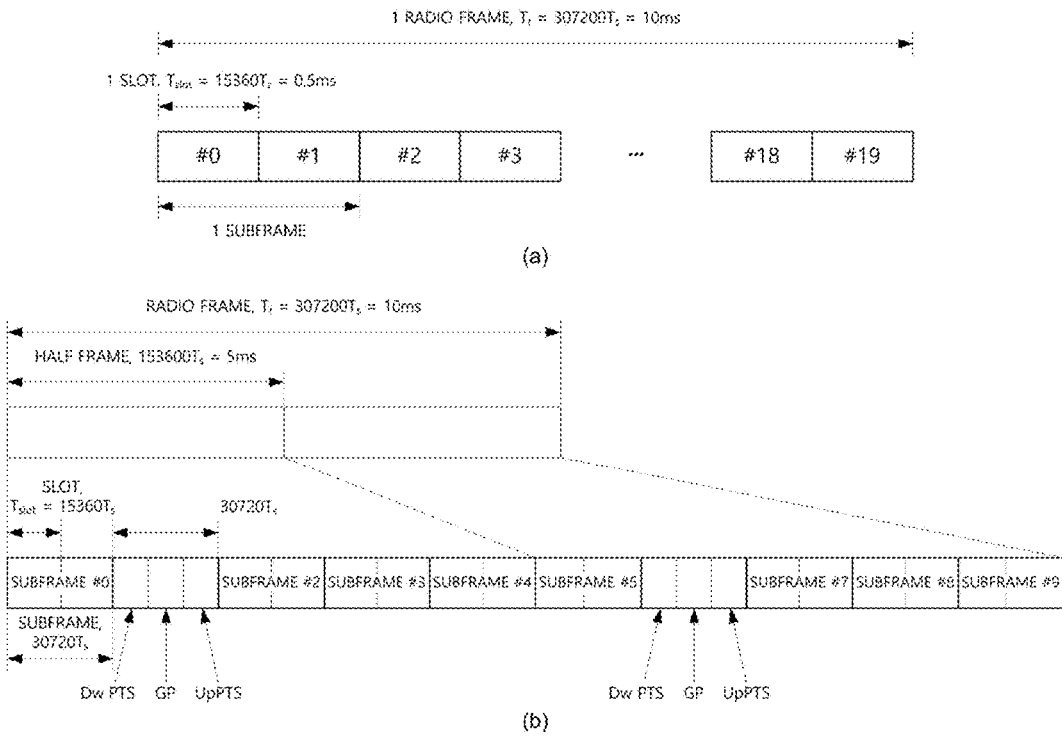 1 RADIO FRAME, Tf = 307200Ts = 10ms
1 SLOT, Tslot = 15360Ts = 0.5ms
#0 #1 #2 #3 ... #18 #19
1 SUBFRAME
(a)
RADIO FRAME, Tf = 307200Ts = 10ms
HALF FRAME, 153600Ts = 5ms
SLOT,
Tslot = 15360Ts
30720Ts
SUBFRAME #0 SUBFRAME #2 SUBFRAME #3 SUBFRAME #4 SUBFRAME #5 SUBFRAME #7 SUBFRAME #8 SUBFRAME #9
SUBFRAME,
30720Ts
Dw PTS GP UpPTS Dw PTS GP UpPTS
(b)